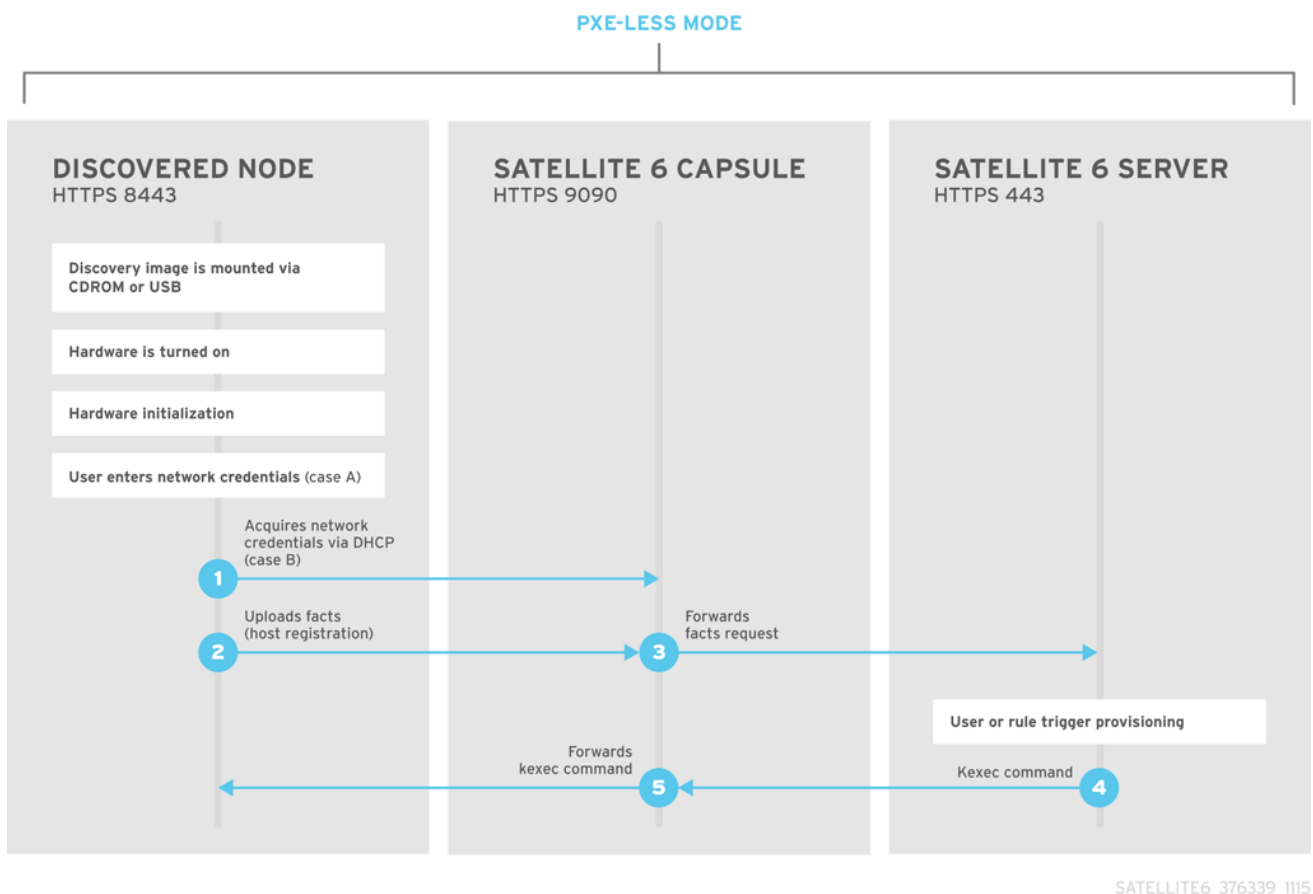 PXE-LESS MODE
DISCOVERED NODE
HTTPS 8443
SATELLITE 6 CAPSULE
HTTPS 9090
SATELLITE 6 SERVER
HTTPS 443
Discovery image is mounted via
CDROM or USB
Hardware is turned on
Hardware initialization
User enters network credentials (case A)
Acquires network
credentials via DHCP
(case B)
1
Uploads facts
(host registration)
2
Forwards
facts request
3
User or rule trigger provisioning
Kexec command
4
Forwards
kexec command
5
SATELLITE6_376339_1115